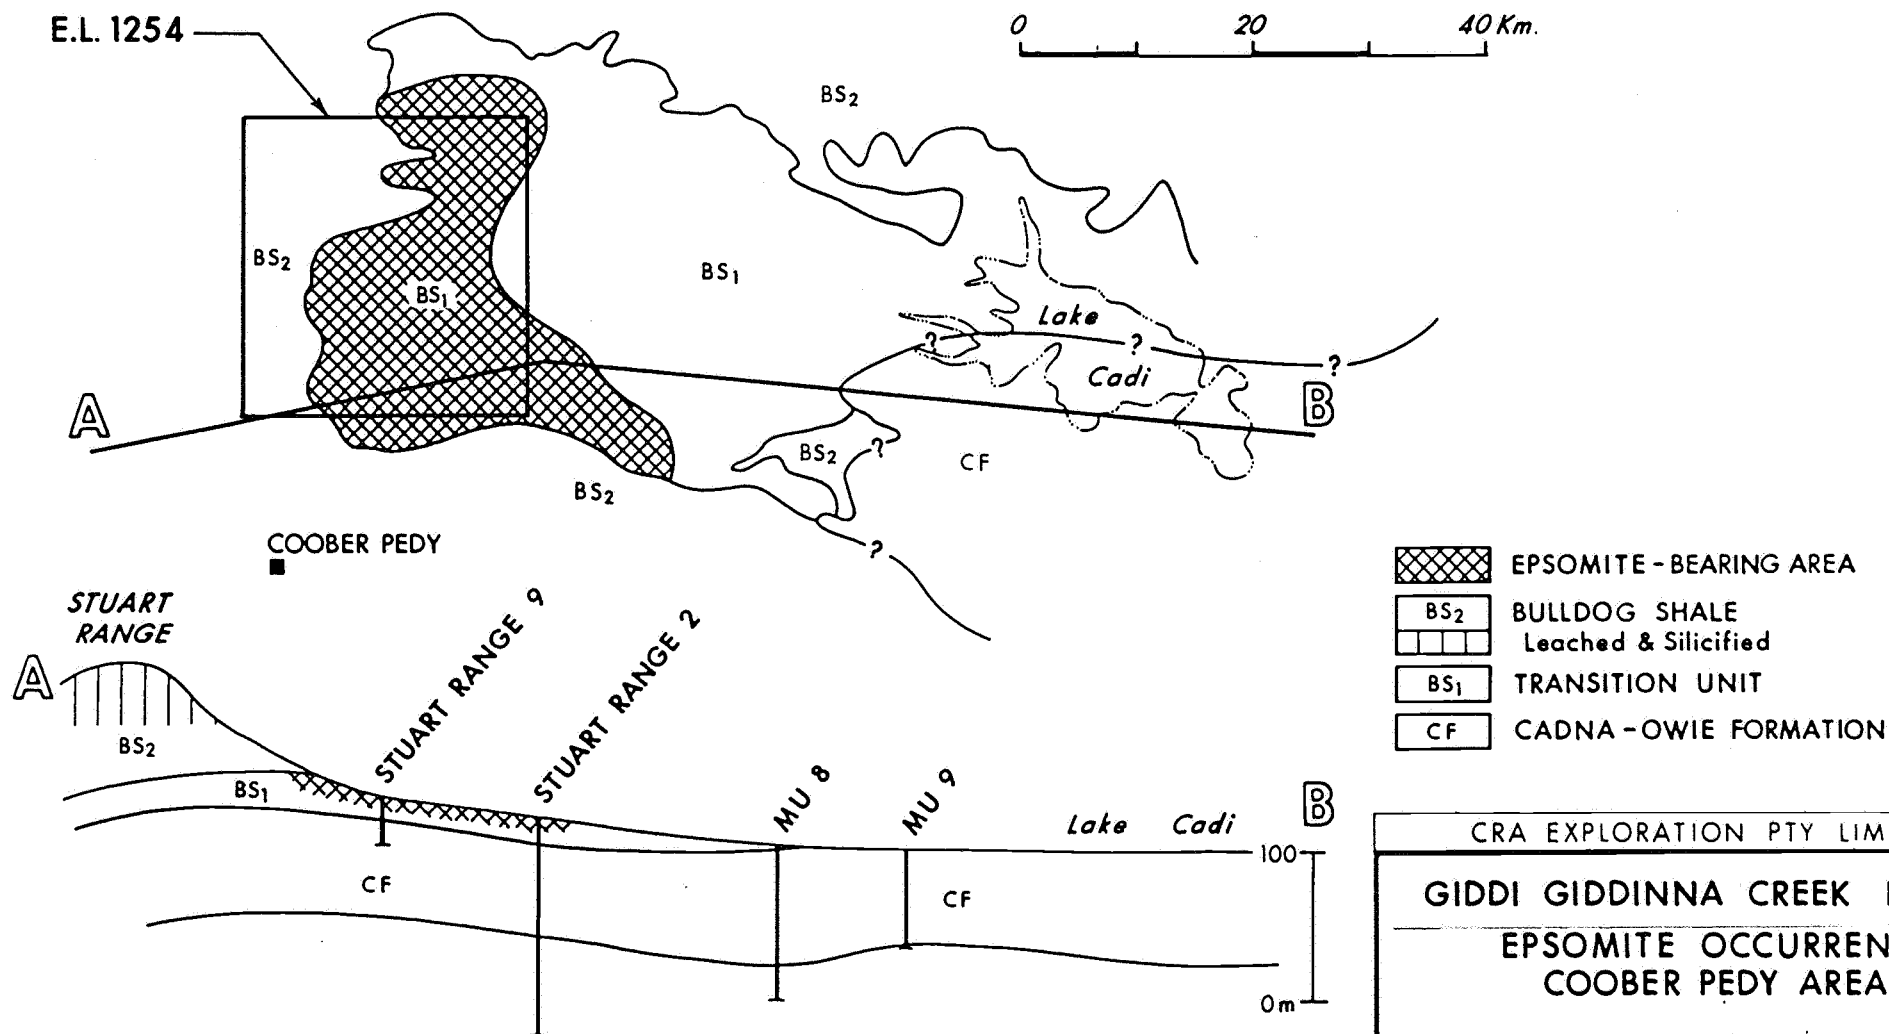 E.L. 1254
0 20 40 Km.
BS2
BS2
BS1
BS1
Lake
?
?
?
Cadi
A
B
BS2
?
CF
BS2
?
COOBER PEDY
STUART
RANGE
A
BS2
BS1
STUART RANGE 9
STUART RANGE 2
MU 8
MU 9
Lake Cadi
B
CF
CF
100
0m
EPSOMITE-BEARING AREA
BS2 BULLDOG SHALE
Leached & Silicified
BS1 TRANSITION UNIT
CF CADNA-OWIE FORMATION
CRA EXPLORATION PTY LIM
GIDDI GIDDINNA CREEK
EPSOMITE OCCURREN
COOBER PEDY AREA